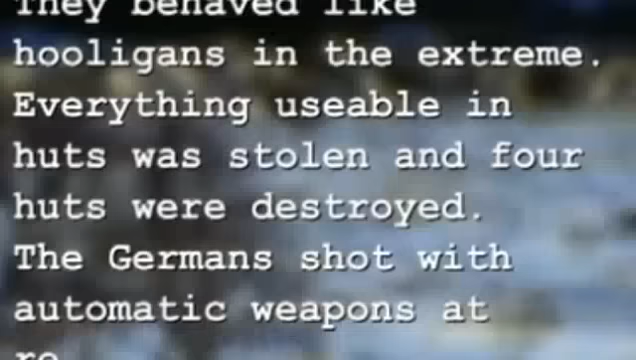 They behaved like
hooligans in the extreme.
Everything useable in
huts was stolen and four
huts were destroyed.
The Germans shot with
automatic weapons at
re